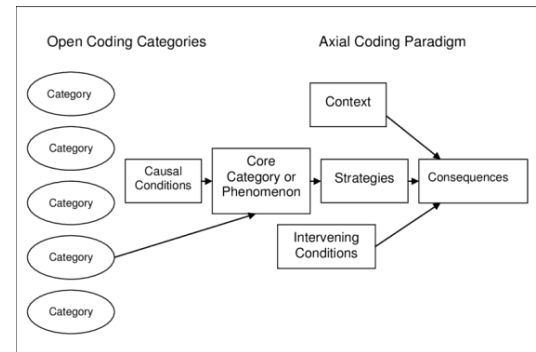 Open Coding Categories
Axial Coding Paradigm
Category
Context
Category
Causal
Conditions
Core
Category or
Phenomenon
Strategies
Consequences
Category
Category
Intervening
Conditions
Category